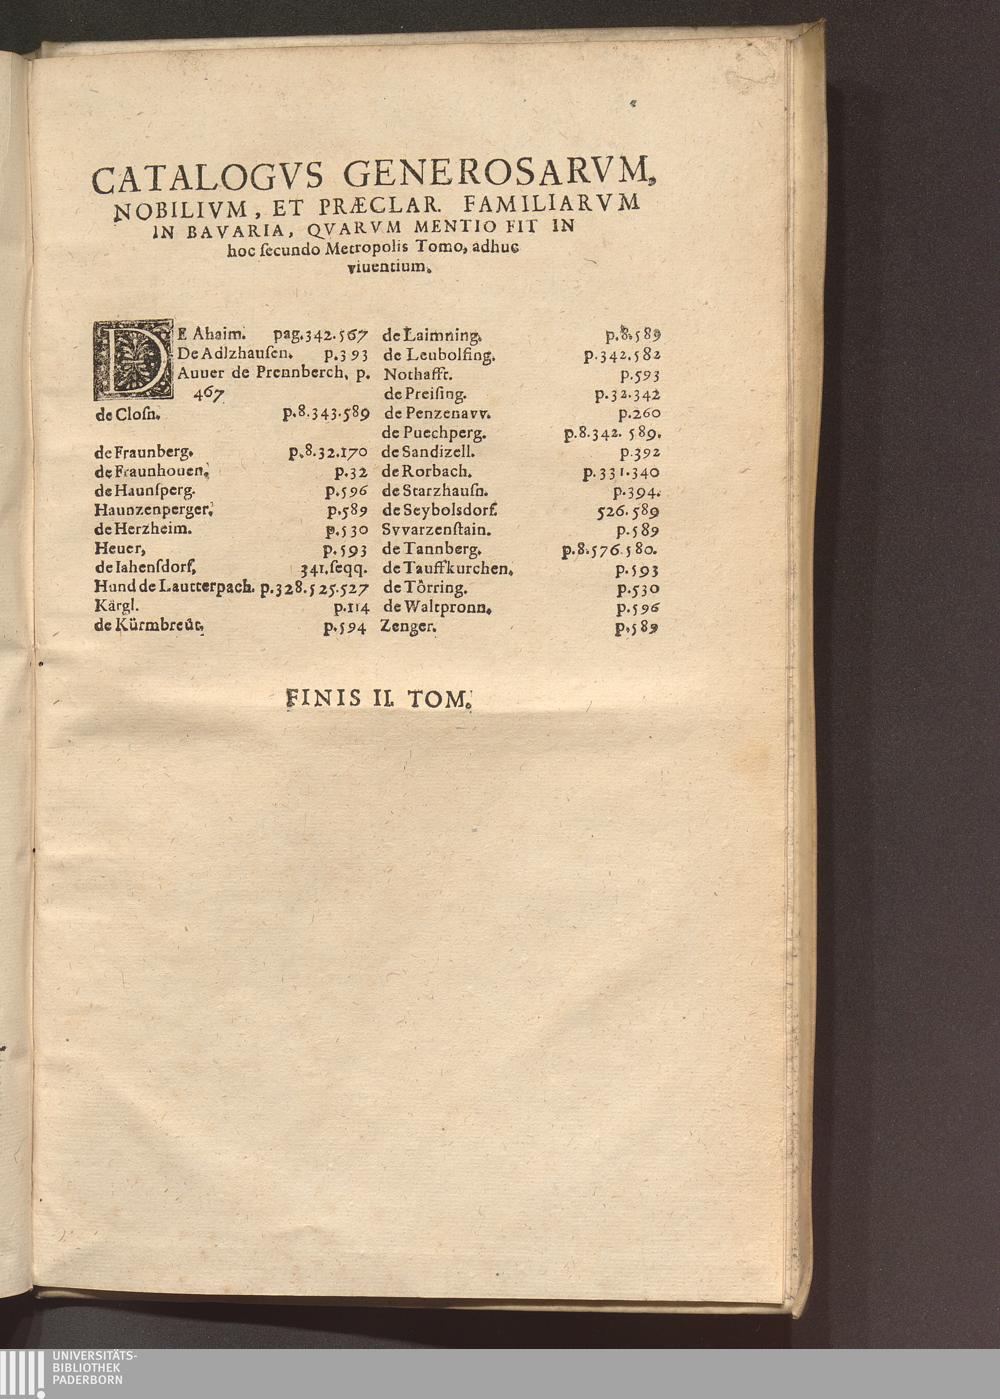 CATALOGVS GENEROSARVM,
NOBILIVM, ET PRÆCLAR. FAMILIARVM
IN BAVARIA, QVARVM MENTIO FIT IN
hoc ſecundo Metropolis Tomo, adhuc
viuentium.
DE Ahaim. pag.342.567
De Adlzhauſen. p.393
Auuer de Prennberch, p.
467
de Cloſn. p.8.343.589
de Fraunberg. p.8.32.170
de Fraunhouen. p.32
de Haunſperg. p.596
Haunzenperger. p.589
de Herzheim. p.530
Heuer, p.593
de Iahenſdorf, 341.ſeqq.
Hund de Lautterpach. p.328.525.527
Kârgl. p.114
de Kürmbreût. p.594
de Laimning. p.8.589
de Leubolfing. p.342.582
Nothafft. p.593
de Preiſing. p.32.342
de Penzenavv. p.260
de Puechperg. p.8.342. 589.
de Sandizell. p.392
de Rorbach. p.331.340
de Starzhauſn. p.394.
de Seybolsdorf. 526.589
Svvarzenſtain. p.589
de Tannberg. p.8.576.580.
de Tauffkurchen. p.593
de Tôrring. p.530
de Waltpronn. p.596
Zenger. p.589
FINIS II. TOM.
UNIVERSITÄTS-
BIBLIOTHEK
PADERBORN